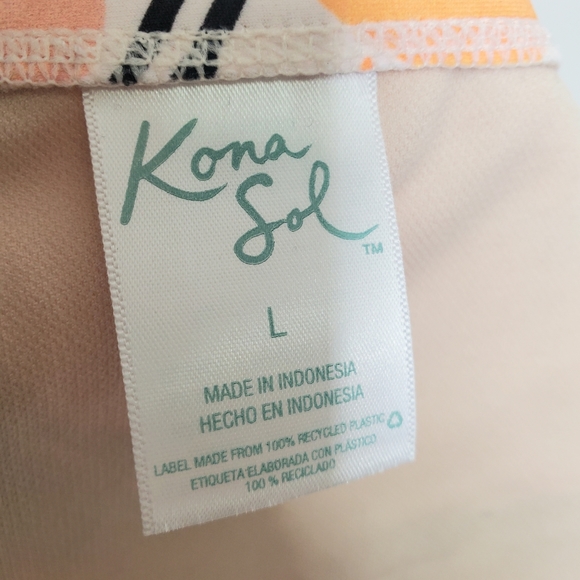 Kona
Sol
™
L
MADE IN INDONESIA
HECHO EN INDONESIA
LABEL MADE FROM 100% RECYCLED PLASTIC
ETIQUETA ELABORADA CON PLÁSTICO
100 % RECICLADO